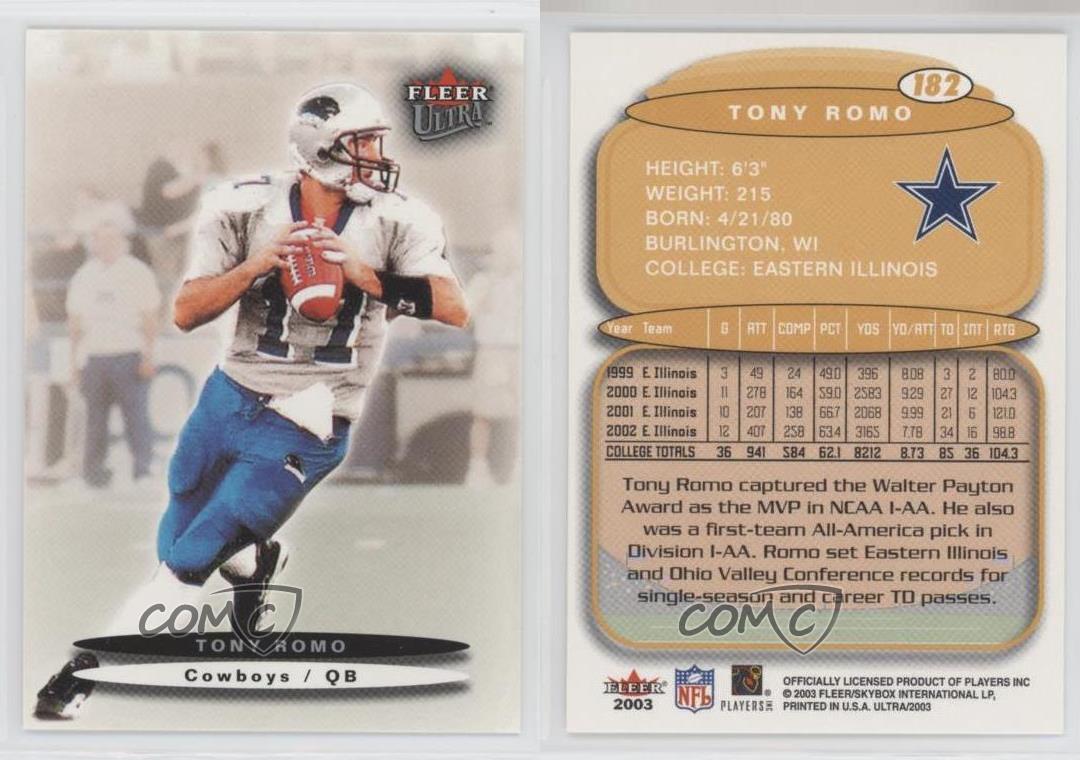 FLEER
ULTRA
11
COMC
TONY ROMO
Cowboys / QB
182
TONY ROMO
HEIGHT: 6'3"
WEIGHT: 215
BORN: 4/21/80
BURLINGTON, WI
COLLEGE: EASTERN ILLINOIS
Year Team G ATT COMP PCT YDS YD/ATT TD INT RTG
1999 E. Illinois 3 49 24 49.0 396 8.08 3 2 80.0
2000 E. Illinois 11 278 164 59.0 2583 9.29 27 12 104.3
2001 E. Illinois 10 207 138 66.7 2068 9.99 21 6 121.0
2002 E. Illinois 12 407 258 63.4 3165 7.78 34 16 98.8
COLLEGE TOTALS 36 941 584 62.1 8212 8.73 85 36 104.3
Tony Romo captured the Walter Payton
Award as the MVP in NCAA I-AA. He also
was a first-team All-America pick in
Division I-AA. Romo set Eastern Illinois
and Ohio Valley Conference records for
single-season and career TD passes.
COMC
FLEER
2003
NFL
PLAYERS INC
OFFICIALLY LICENSED PRODUCT OF PLAYERS INC
© 2003 FLEER/SKYBOX INTERNATIONAL LP,
PRINTED IN U.S.A. ULTRA/2003